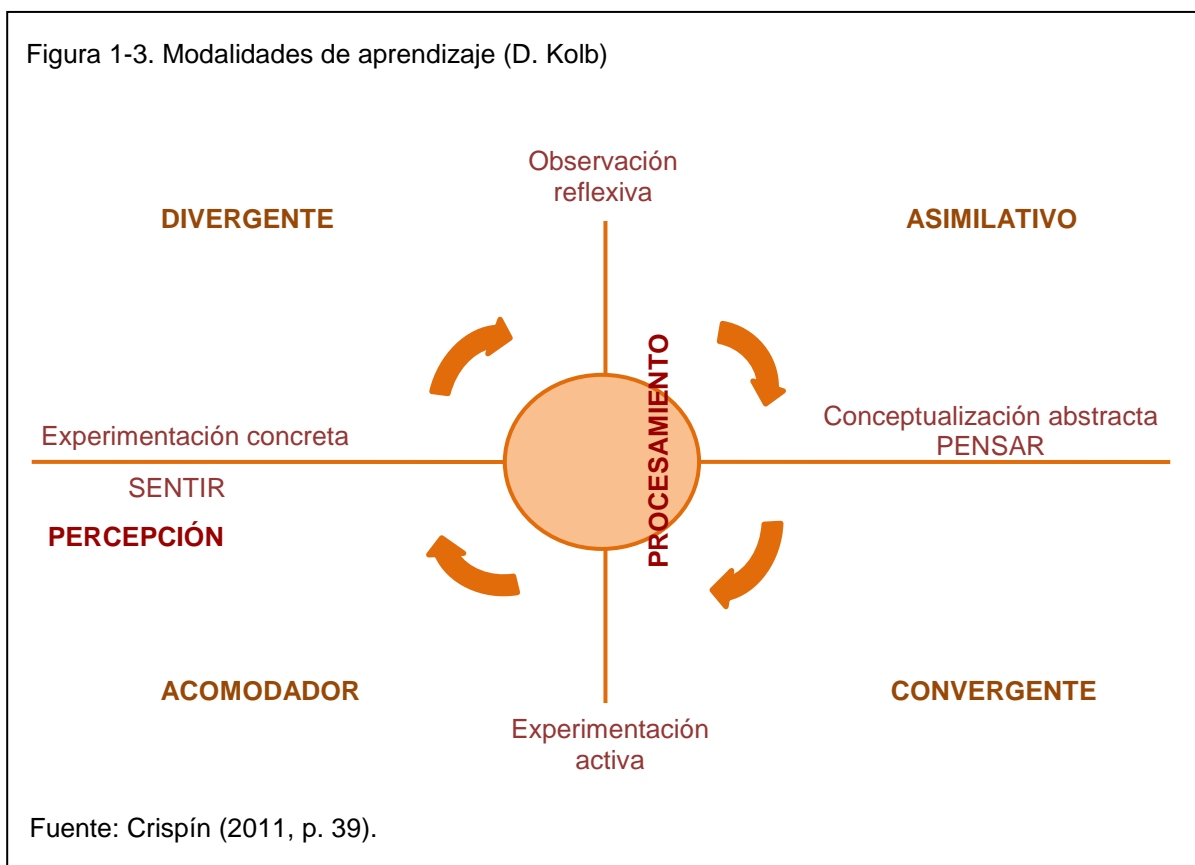 Figura 1-3. Modalidades de aprendizaje (D. Kolb)
Observación
reflexiva
DIVERGENTE
ASIMILATIVO
PROCESAMIENTO
Experimentación concreta
SENTIR
PERCEPCIÓN
Conceptualización abstracta
PENSAR
ACOMODADOR
CONVERGENTE
Experimentación
activa
Fuente: Crispín (2011, p. 39).